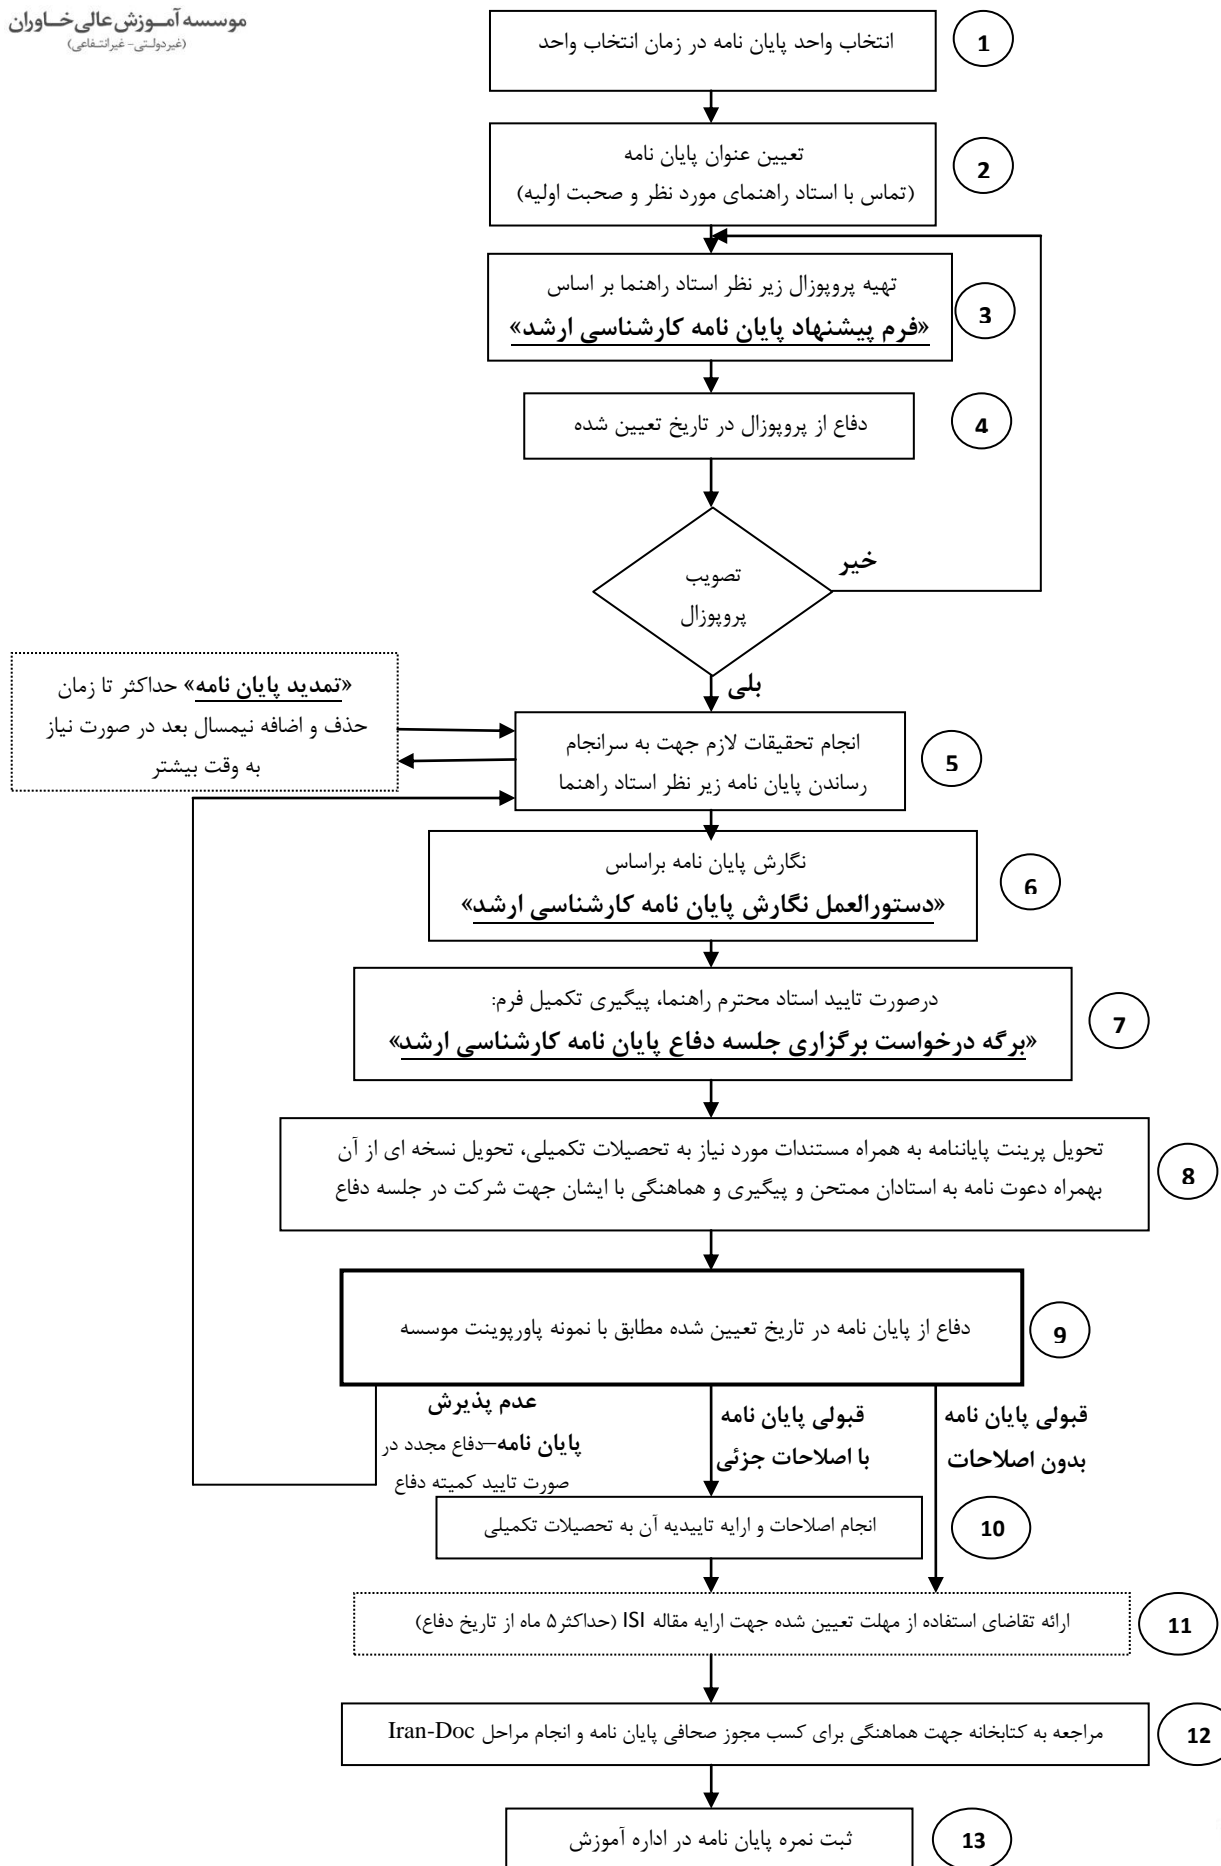 موسسه آموزش عالی خاوران
(غیردولتی - غیرانتفاعی)
انتخاب واحد پایان نامه در زمان انتخاب واحد
1
تعیین عنوان پایان نامه
(تماس با استاد راهنمای مورد نظر و صحبت اولیه)
2
تهیه پروپوزال زیر نظر استاد راهنما بر اساس
«فرم پیشنهاد پایان نامه کارشناسی ارشد»
3
دفاع از پروپوزال در تاریخ تعیین شده
4
تصویب
پروپوزال
خیر
بلی
«تمدید پایان نامه» حداکثر تا زمان
حذف و اضافه نیمسال بعد در صورت نیاز
به وقت بیشتر
انجام تحقیقات لازم جهت به سرانجام
رساندن پایان نامه زیر نظر استاد راهنما
5
نگارش پایان نامه براساس
«دستورالعمل نگارش پایان نامه کارشناسی ارشد»
6
درصورت تایید استاد محترم راهنما، پیگیری تکمیل فرم:
«برگه درخواست برگزاری جلسه دفاع پایان نامه کارشناسی ارشد»
7
تحویل پرینت پایاننامه به همراه مستندات مورد نیاز به تحصیلات تکمیلی، تحویل نسخه ای از آن
بهمراه دعوت نامه به استادان ممتحن و پیگیری و هماهنگی با ایشان جهت شرکت در جلسه دفاع
8
دفاع از پایان نامه در تاریخ تعیین شده مطابق با نمونه پاورپوینت موسسه
9
قبولی پایان نامه
بدون اصلاحات
قبولی پایان نامه
با اصلاحات جزئی
عدم پذیرش
پایان نامه–دفاع مجدد در
صورت تایید کمیته دفاع
انجام اصلاحات و ارایه تاییدیه آن به تحصیلات تکمیلی
10
ارائه تقاضای استفاده از مهلت تعیین شده جهت ارایه مقاله ISI (حداکثر۵ ماه از تاریخ دفاع)
11
مراجعه به کتابخانه جهت هماهنگی برای کسب مجوز صحافی پایان نامه و انجام مراحل Iran-Doc
12
ثبت نمره پایان نامه در اداره آموزش
13